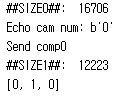 ##SIZE0##:  16706
Echo cam num: b'0'
Send comp0
##SIZE1##:  12223
[0, 1, 0]